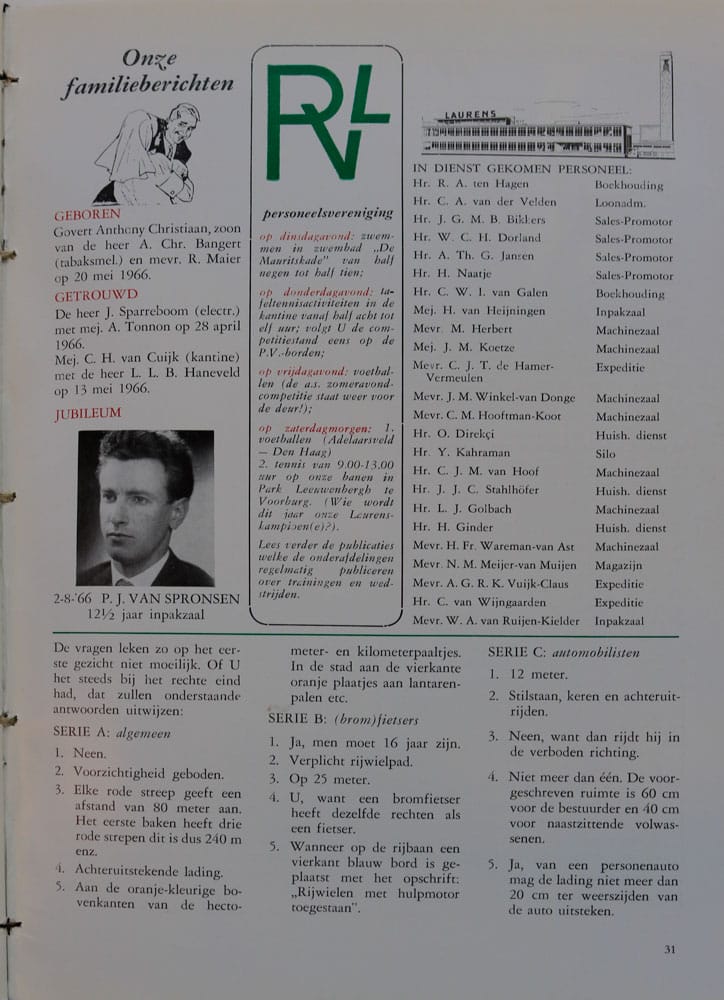 Onze
familieberichten
GEBOREN
Govert Anthony Christiaan, zoon
van de heer A. Chr. Bangert
(tabaksmel.) en mevr. R. Maier
op 20 mei 1966.
GETROUWD
De heer J. Sparreboom (electr.)
met mej. A. Tonnon op 28 april
1966.
Mej. C. H. van Cuijk (kantine)
met de heer L. L. B. Haneveld
op 13 mei 1966.
JUBILEUM
2-8-'66 P. J. VAN SPRONSEN
12½ jaar inpakzaal
PVL
personeelsvereniging
op dinsdagavond: zwem-
men in zwembad „De
Mauritskade" van half
negen tot half tien;
op donderdagavond: ta-
feltennisactiviteiten in de
kantine vanaf half acht tot
elf uur; volgt U de com-
petitiestand eens op de
P.V.-borden;
op vrijdagavond: voetbal-
len (de a.s. zomeravond-
competitie staat weer voor
de deur!);
op zaterdagmorgen: 1.
voetballen (Adelaarsveld
— Den Haag)
2. tennis van 9.00-13.00
uur op onze banen in
Park Leeuwenbergh te
Voorburg. (Wie wordt
dit jaar onze Laurens-
kampioen(e)?).
Lees verder de publicaties
welke de onderafdelingen
regelmatig publiceren
over trainingen en wed-
strijden.
LAURENS
IN DIENST GEKOMEN PERSONEEL:
Hr. R. A. ten Hagen Boekhouding
Hr. C. A. van der Velden Loonadm.
Hr. J. G. M. B. Bikkers Sales-Promotor
Hr. W. C. H. Dorland Sales-Promotor
Hr. A. Th. G. Jansen Sales-Promotor
Hr. H. Naatje Sales-Promotor
Hr. C. W. I. van Galen Boekhouding
Mej. H. van Heijningen Inpakzaal
Mevr. M. Herbert Machinezaal
Mej. J. M. Koetze Machinezaal
Mevr. C. J. T. de Hamer- Expeditie
Vermeulen
Mevr. J. M. Winkel-van Donge Machinezaal
Mevr. C. M. Hooftman-Koot Machinezaal
Hr. O. Direkçi Huish. dienst
Hr. Y. Kahraman Silo
Hr. C. J. M. van Hoof Machinezaal
Hr. J. J. C. Stahlhöfer Huish. dienst
Hr. L. J. Golbach Machinezaal
Hr. H. Ginder Huish. dienst
Mevr. H. Fr. Wareman-van Ast Machinezaal
Mevr. N. M. Meijer-van Muijen Magazijn
Mevr. A. G. R. K. Vuijk-Claus Expeditie
Hr. C. van Wijngaarden Expeditie
Mevr. W. A. van Ruijen-Kielder Inpakzaal
De vragen leken zo op het eer-
ste gezicht niet moeilijk. Of U
het steeds bij het rechte eind
had, dat zullen onderstaande
antwoorden uitwijzen:
SERIE A: algemeen
1. Neen.
2. Voorzichtigheid geboden.
3. Elke rode streep geeft een
afstand van 80 meter aan.
Het eerste baken heeft drie
rode strepen dit is dus 240 m
enz.
4. Achteruitstekende lading.
5. Aan de oranje-kleurige bo-
venkanten van de hecto-
meter- en kilometerpaaltjes.
In de stad aan de vierkante
oranje plaatjes aan lantaren-
palen etc.
SERIE B: (brom)fietsers
1. Ja, men moet 16 jaar zijn.
2. Verplicht rijwielpad.
3. Op 25 meter.
4. U, want een bromfietser
heeft dezelfde rechten als
een fietser.
5. Wanneer op de rijbaan een
vierkant blauw bord is ge-
plaatst met het opschrift:
„Rijwielen met hulpmotor
toegestaan".
SERIE C: automobilisten
1. 12 meter.
2. Stilstaan, keren en achteruit-
rijden.
3. Neen, want dan rijdt hij in
de verboden richting.
4. Niet meer dan één. De voor-
geschreven ruimte is 60 cm
voor de bestuurder en 40 cm
voor naastzittende volwas-
senen.
5. Ja, van een personenauto
mag de lading niet meer dan
20 cm ter weerszijden van
de auto uitsteken.
31